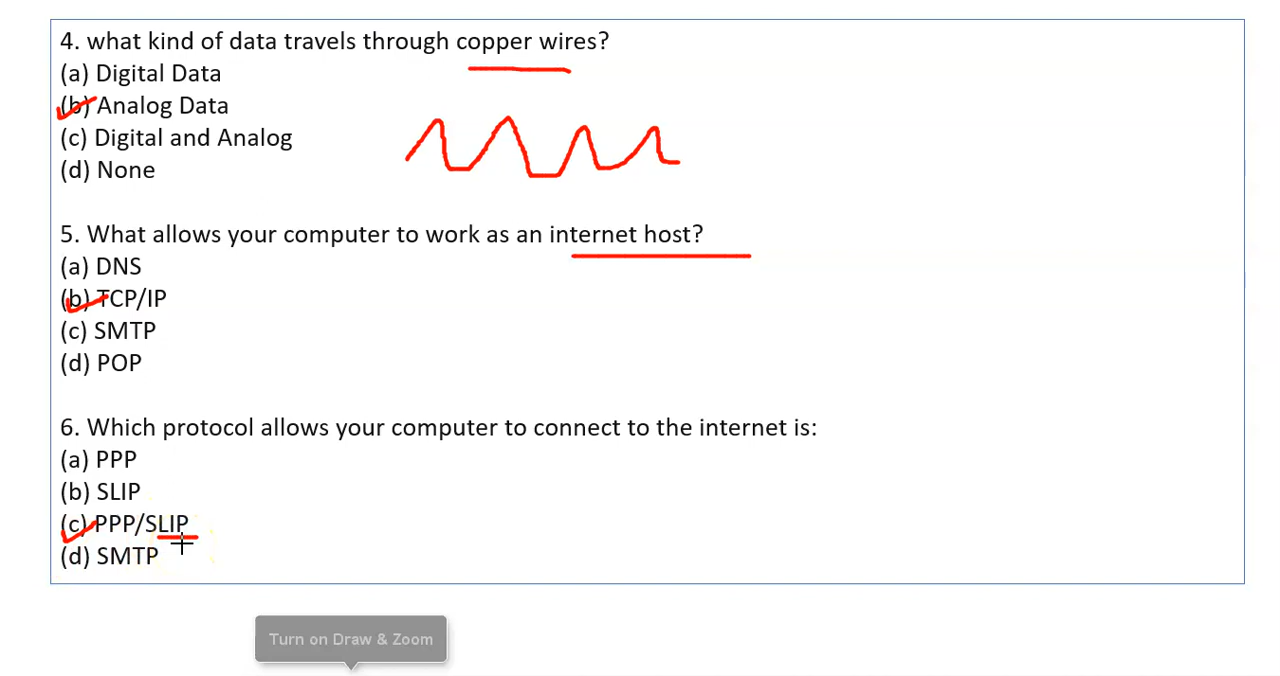 4. what kind of data travels through copper wires?
(a) Digital Data
(b) Analog Data
(c) Digital and Analog
(d) None
5. What allows your computer to work as an internet host?
(a) DNS
(b) TCP/IP
(c) SMTP
(d) POP
6. Which protocol allows your computer to connect to the internet is:
(a) PPP
(b) SLIP
(c) PPP/SLIP
(d) SMTP
Turn on Draw & Zoom